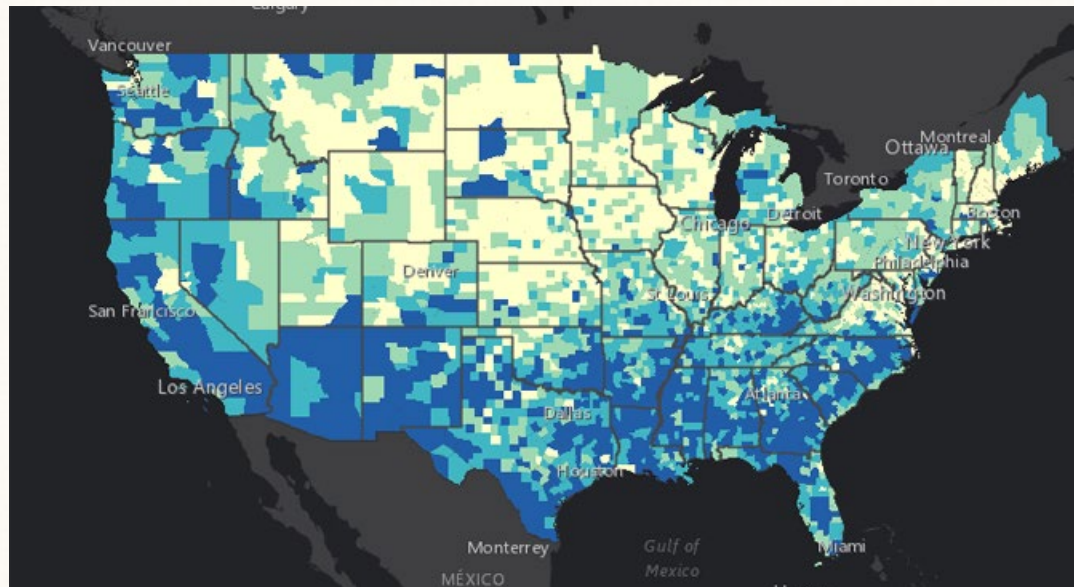 Calgary
Vancouver
Seattle
Montreal
Ottawa
Toronto
Boston
Detroit
Chicago
New York
Denver
Philadelphia
St Louis
Washington
San Francisco
Los Angeles
Atlanta
Dallas
Houston
Monterrey
Gulf of
Mexico
Miami
MÉXICO